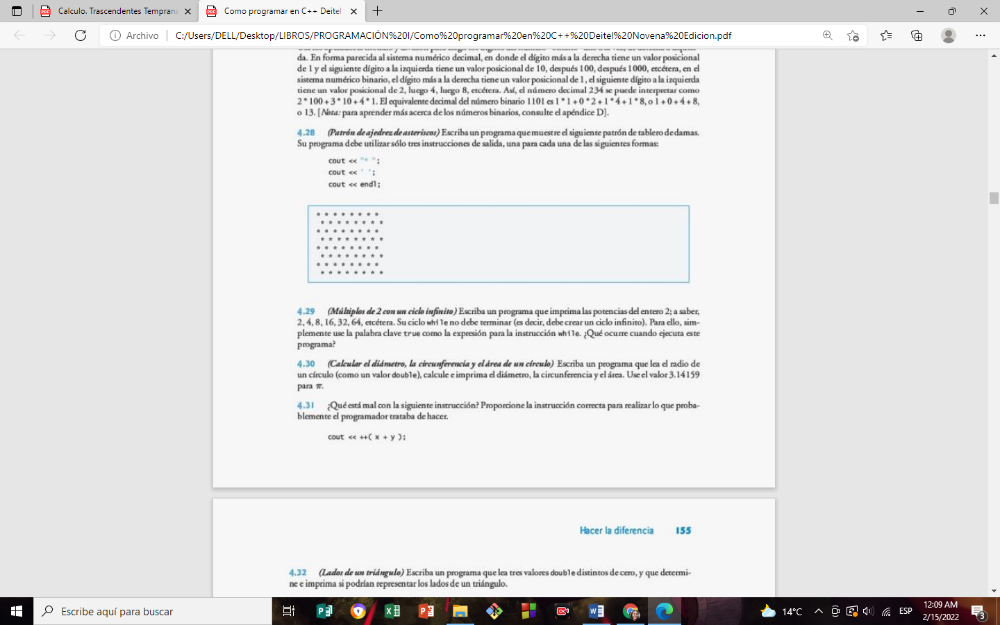 Calculo. Trascendentes Temprana
Como programar en C++ Deitel
Archivo
C:/Users/DELL/Desktop/LIBROS/PROGRAMACIÓN%20I/Como%20programar%20en%20C++%20Deitel%20Novena%20Edicion.pdf
da. En forma parecida al sistema numérico decimal, en donde el dígito más a la derecha tiene un valor posicional
de 1 y el siguiente dígito a la izquierda tiene un valor posicional de 10, después 100, después 1000, etcétera, en el
sistema numérico binario, el dígito más a la derecha tiene un valor posicional de 1, el siguiente dígito a la izquierda
tiene un valor posicional de 2, luego 4, luego 8, etcétera. Así, el número decimal 234 se puede interpretar como
2 * 100 + 3 * 10 + 4 * 1. El equivalente decimal del número binario 1101 es 1 * 1 + 0 * 2 + 1 * 4 + 1 * 8, o 1 + 0 + 4 + 8,
o 13. [Nota: para aprender más acerca de los números binarios, consulte el apéndice D].
4.28 (Patrón de ajedrez de asteriscos) Escriba un programa que muestre el siguiente patrón de tablero de damas.
Su programa debe utilizar sólo tres instrucciones de salida, una para cada una de las siguientes formas:
cout << "* ";
cout << ' ';
cout << endl;
* * * * * * * *
 * * * * * * * *
* * * * * * * *
 * * * * * * * *
* * * * * * * *
 * * * * * * * *
* * * * * * * *
 * * * * * * * *
4.29 (Múltiplos de 2 con un ciclo infinito) Escriba un programa que imprima las potencias del entero 2; a saber,
2, 4, 8, 16, 32, 64, etcétera. Su ciclo while no debe terminar (es decir, debe crear un ciclo infinito). Para ello, sim-
plemente use la palabra clave true como la expresión para la instrucción while. ¿Qué ocurre cuando ejecuta este
programa?
4.30 (Calcular el diámetro, la circunferencia y el área de un círculo) Escriba un programa que lea el radio de
un círculo (como un valor double), calcule e imprima el diámetro, la circunferencia y el área. Use el valor 3.14159
para π.
4.31 ¿Qué está mal con la siguiente instrucción? Proporcione la instrucción correcta para realizar lo que proba-
blemente el programador trataba de hacer.
cout << ++( x + y );
Hacer la diferencia 155
4.32 (Lados de un triángulo) Escriba un programa que lea tres valores double distintos de cero, y que determi-
ne e imprima si podrían representar los lados de un triángulo.
Escribe aquí para buscar
14°C
ESP
12:09 AM
2/15/2022
3